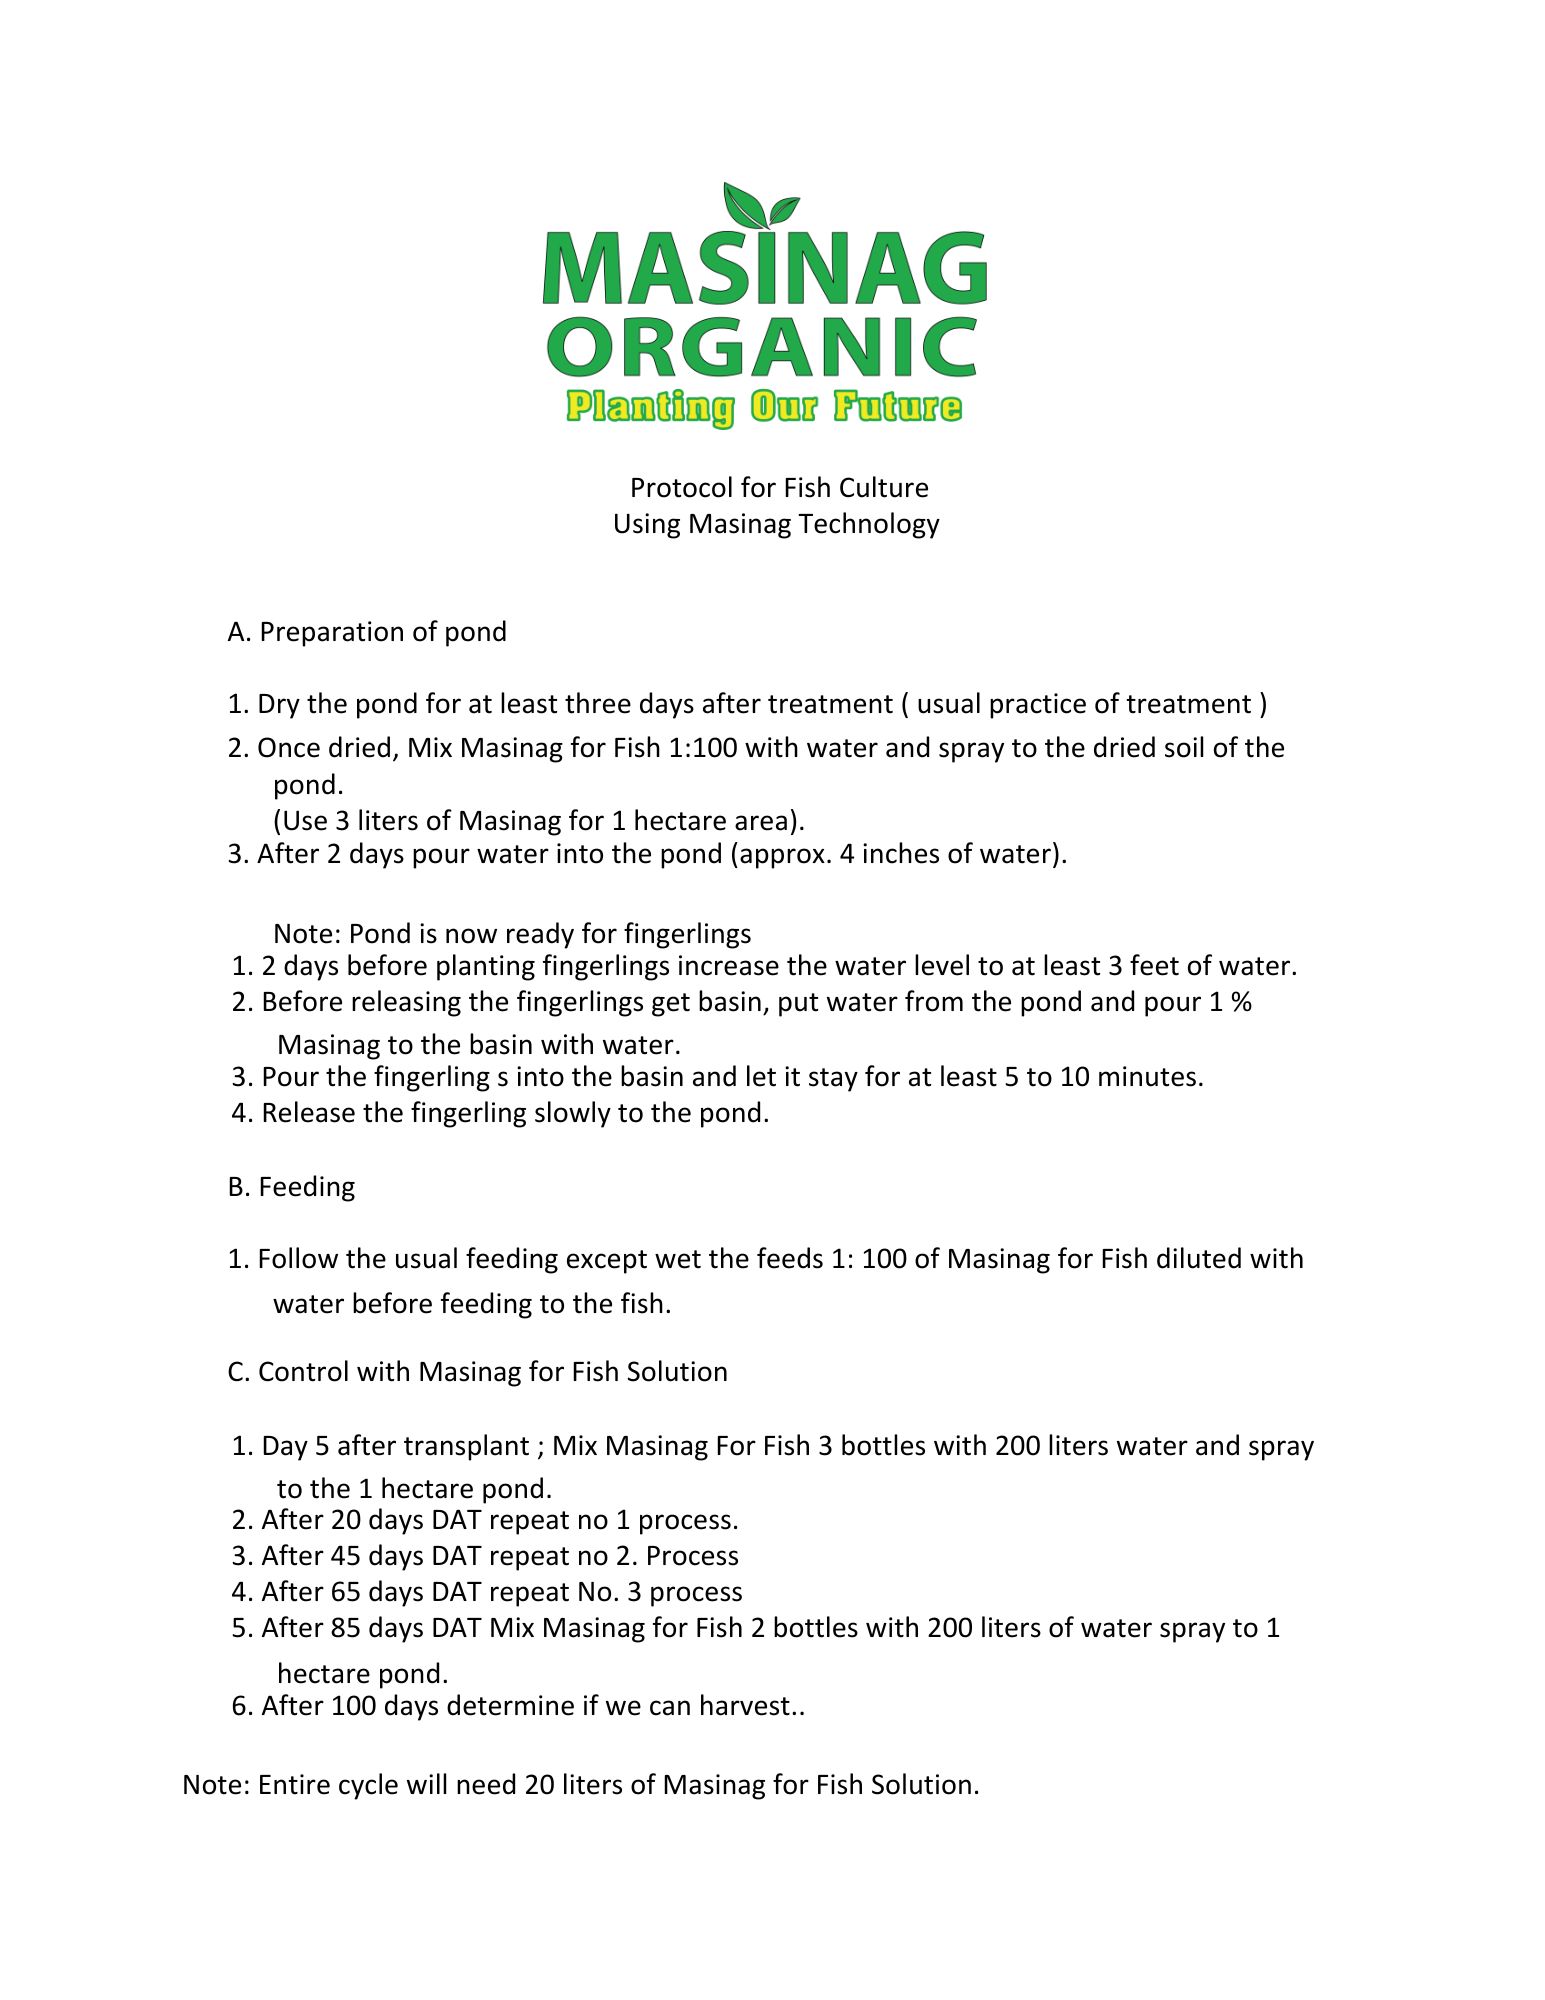 MASINAG
ORGANIC
Planting Our Future
Protocol for Fish Culture
Using Masinag Technology
A. Preparation of pond
1. Dry the pond for at least three days after treatment ( usual practice of treatment )
2. Once dried, Mix Masinag for Fish 1:100 with water and spray to the dried soil of the
pond.
(Use 3 liters of Masinag for 1 hectare area).
3. After 2 days pour water into the pond (approx. 4 inches of water).
Note: Pond is now ready for fingerlings
1. 2 days before planting fingerlings increase the water level to at least 3 feet of water.
2. Before releasing the fingerlings get basin, put water from the pond and pour 1 %
Masinag to the basin with water.
3. Pour the fingerling s into the basin and let it stay for at least 5 to 10 minutes.
4. Release the fingerling slowly to the pond.
B. Feeding
1. Follow the usual feeding except wet the feeds 1: 100 of Masinag for Fish diluted with
water before feeding to the fish.
C. Control with Masinag for Fish Solution
1. Day 5 after transplant ; Mix Masinag For Fish 3 bottles with 200 liters water and spray
to the 1 hectare pond.
2. After 20 days DAT repeat no 1 process.
3. After 45 days DAT repeat no 2. Process
4. After 65 days DAT repeat No. 3 process
5. After 85 days DAT Mix Masinag for Fish 2 bottles with 200 liters of water spray to 1
hectare pond.
6. After 100 days determine if we can harvest..
Note: Entire cycle will need 20 liters of Masinag for Fish Solution.